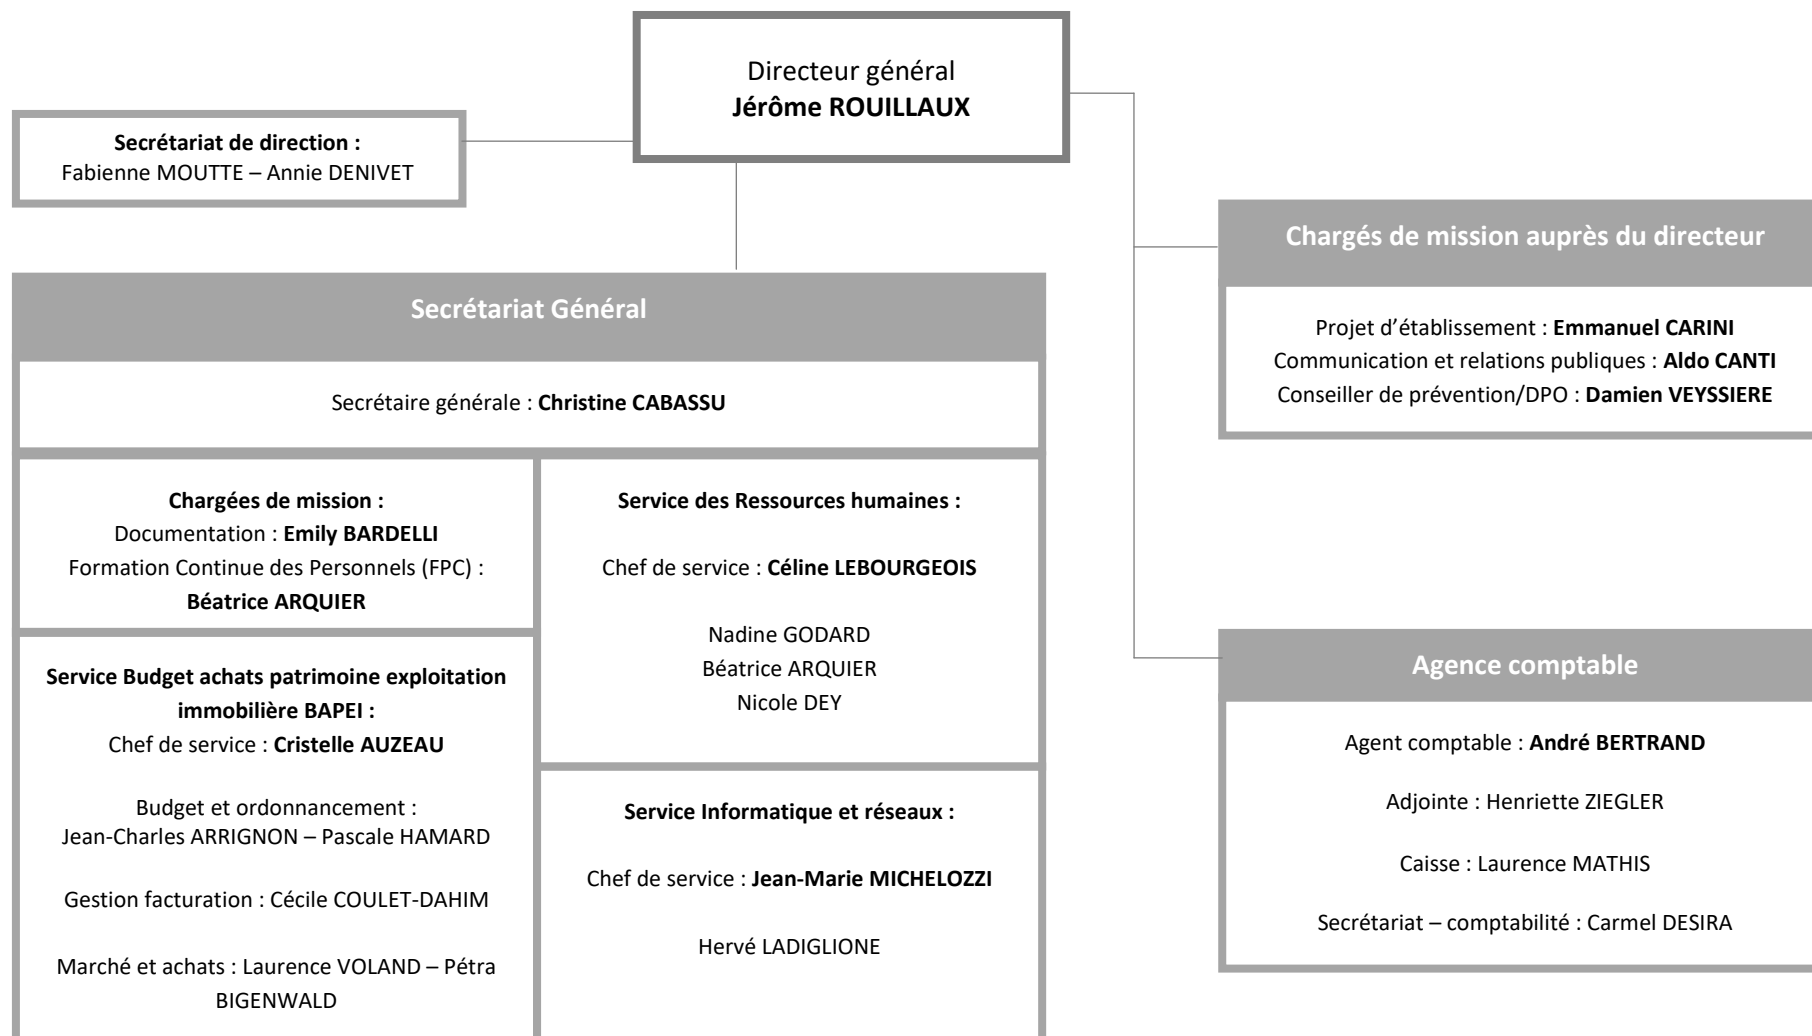 Directeur général
Jérôme ROUILLAUX
Secrétariat de direction :
Fabienne MOUTTE – Annie DENIVET
Chargés de mission auprès du directeur
Projet d’établissement : Emmanuel CARINI
Communication et relations publiques : Aldo CANTI
Conseiller de prévention/DPO : Damien VEYSSIERE
Secrétariat Général
Secrétaire générale : Christine CABASSU
Chargées de mission :
Documentation : Emily BARDELLI
Formation Continue des Personnels (FPC) :
Béatrice ARQUIER
Service Budget achats patrimoine exploitation
immobilière BAPEI :
Chef de service : Cristelle AUZEAU
Budget et ordonnancement :
Jean-Charles ARRIGNON – Pascale HAMARD
Gestion facturation : Cécile COULET-DAHIM
Marché et achats : Laurence VOLAND – Pétra
BIGENWALD
Service des Ressources humaines :
Chef de service : Céline LEBOURGEOIS
Nadine GODARD
Béatrice ARQUIER
Nicole DEY
Service Informatique et réseaux :
Chef de service : Jean-Marie MICHELOZZI
Hervé LADIGLIONE
Agence comptable
Agent comptable : André BERTRAND
Adjointe : Henriette ZIEGLER
Caisse : Laurence MATHIS
Secrétariat – comptabilité : Carmel DESIRA